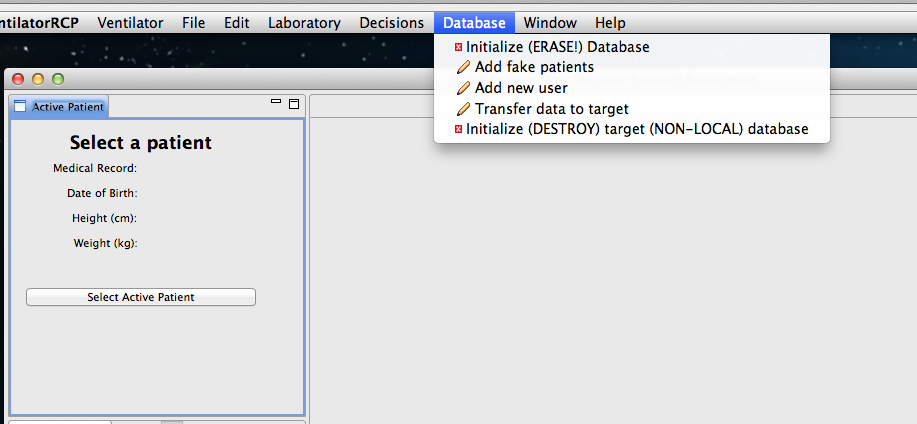 ntilatorRCP Ventilator File Edit Laboratory Decisions Database Window Help
Initialize (ERASE!) Database
Add fake patients
Add new user
Transfer data to target
Initialize (DESTROY) target (NON-LOCAL) database
Active Patient
Select a patient
Medical Record:
Date of Birth:
Height (cm):
Weight (kg):
Select Active Patient